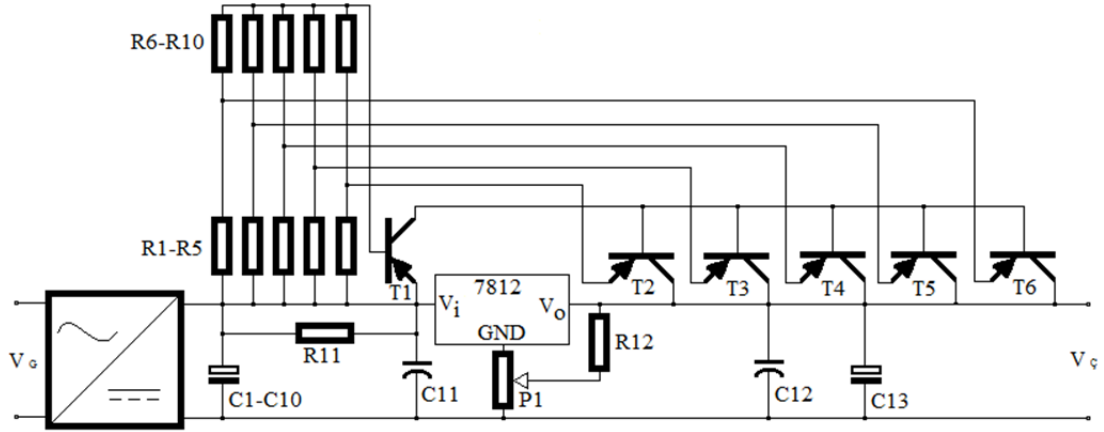 R6-R10
R1-R5
T1
7812
Vi
Vo
GND
T2
T3
T4
T5
T6
R11
R12
VG
C1-C10
C11
P1
C12
C13
VÇ